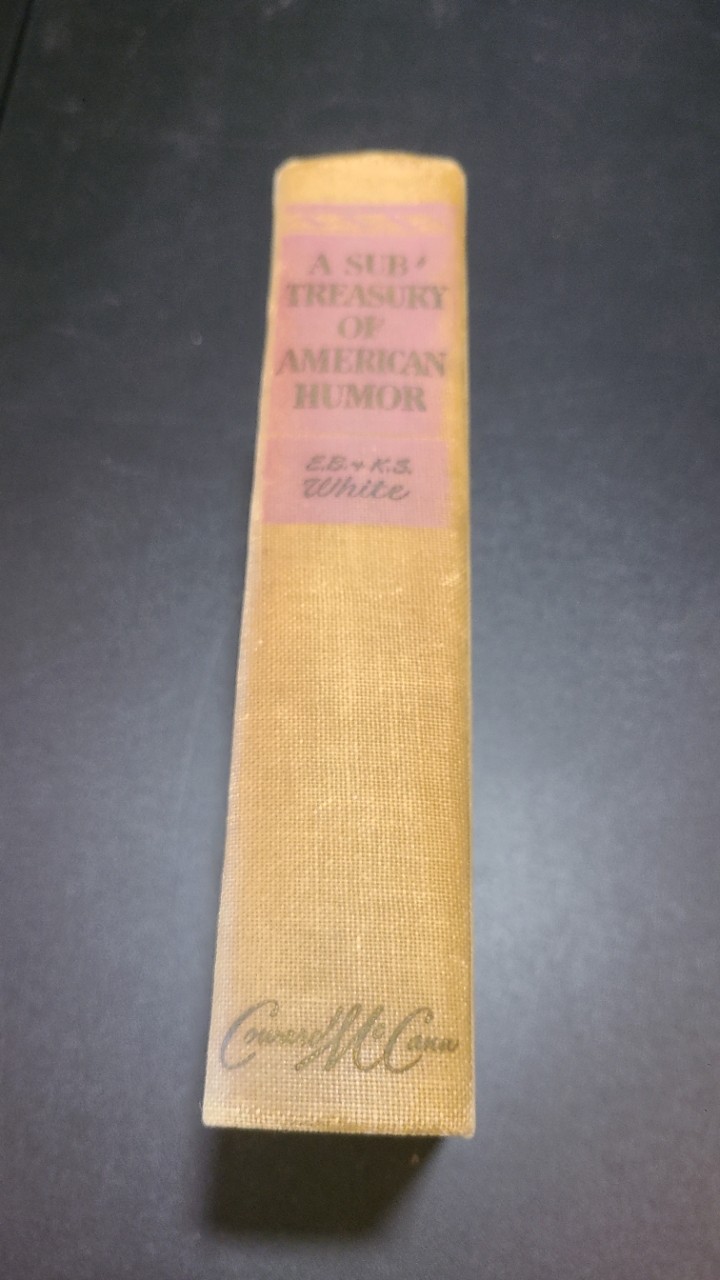 A SUB-
TREASURY
OF
AMERICAN
HUMOR
E.B. + K.S.
White
Coward McCann